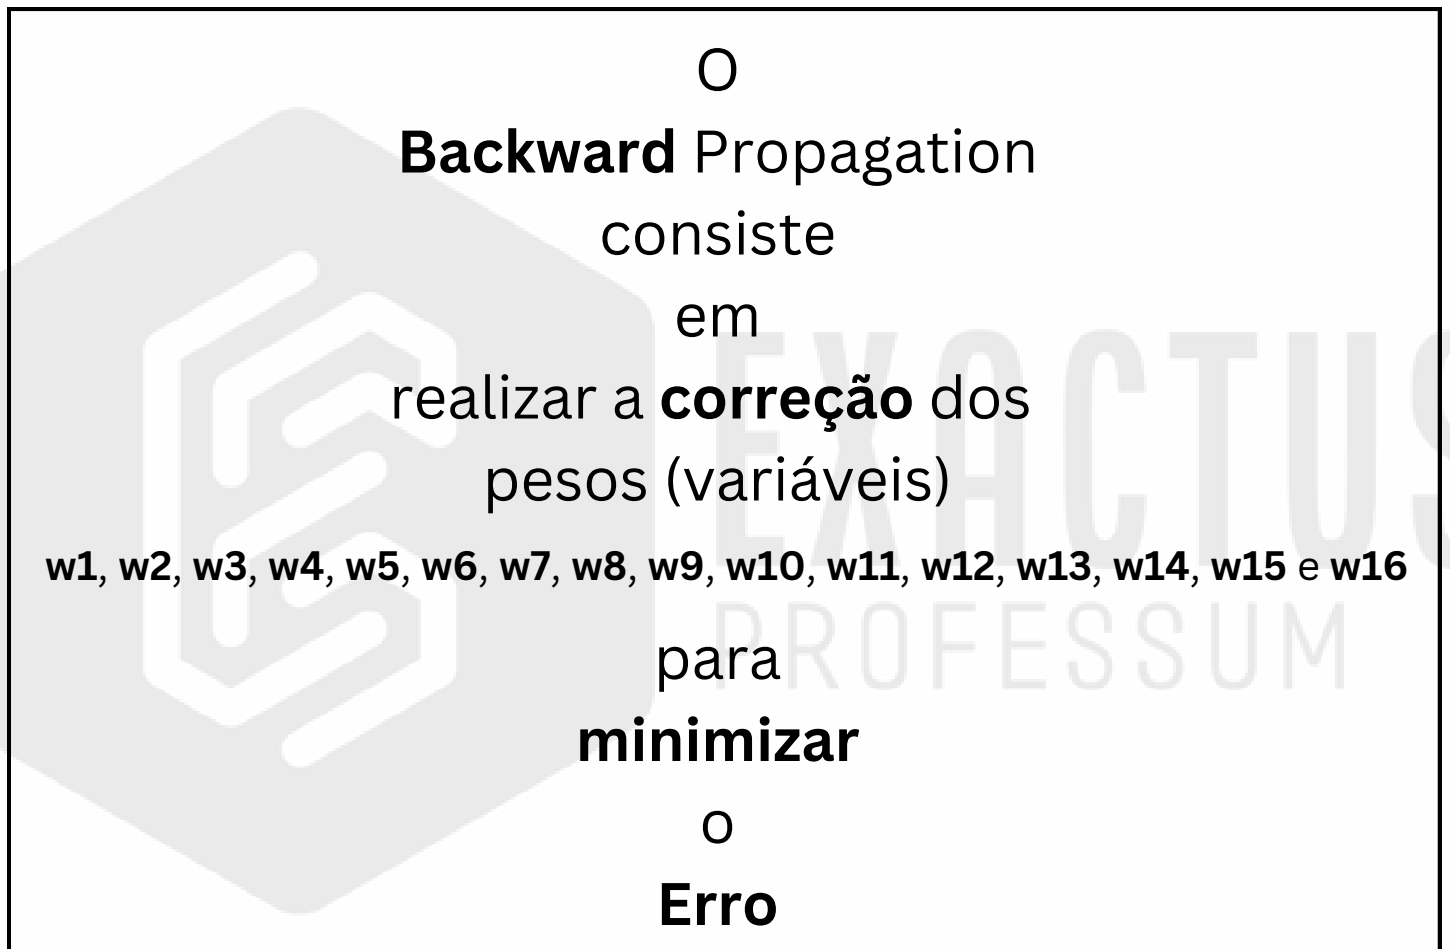 O
Backward Propagation
consiste
em
realizar a correção dos
pesos (variáveis)
w1, w2, w3, w4, w5, w6, w7, w8, w9, w10, w11, w12, w13, w14, w15 e w16
para
minimizar
o
Erro
EXACTUS
PROFESSUM